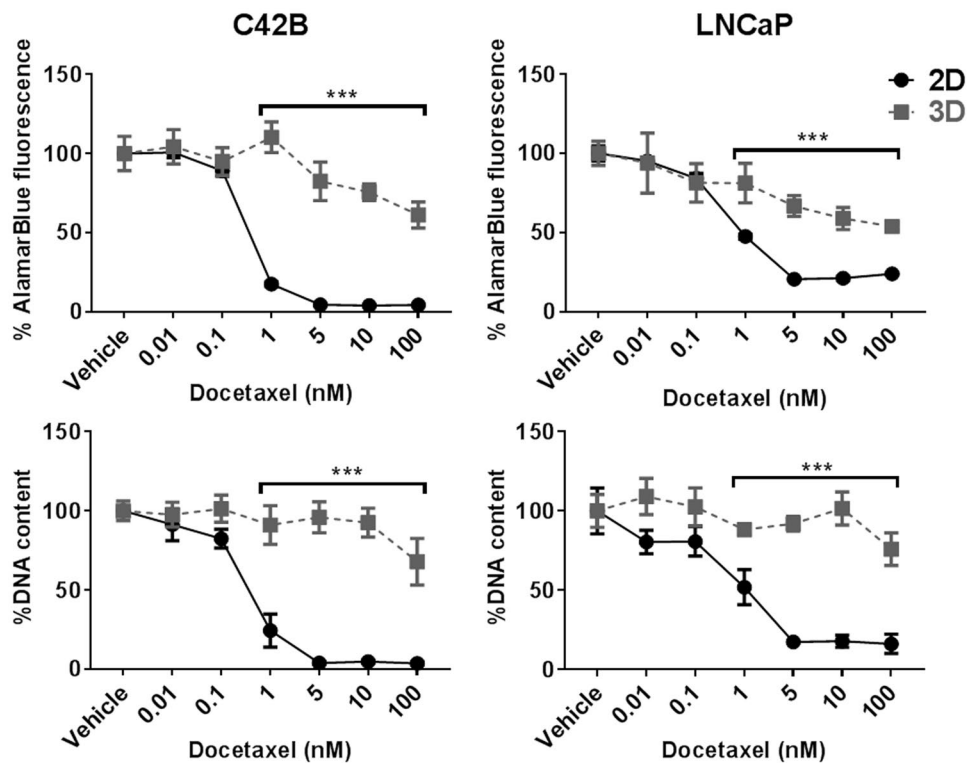 C42B
LNCaP
% AlamarBlue fluorescence
150
100
50
0
***
Vehicle
0.01
0.1
1
5
10
100
Docetaxel (nM)
% AlamarBlue fluorescence
150
100
50
0
***
2D
3D
Vehicle
0.01
0.1
1
5
10
100
Docetaxel (nM)
%DNA content
150
100
50
0
***
Vehicle
0.01
0.1
1
5
10
100
Docetaxel (nM)
%DNA content
150
100
50
0
***
Vehicle
0.01
0.1
1
5
10
100
Docetaxel (nM)